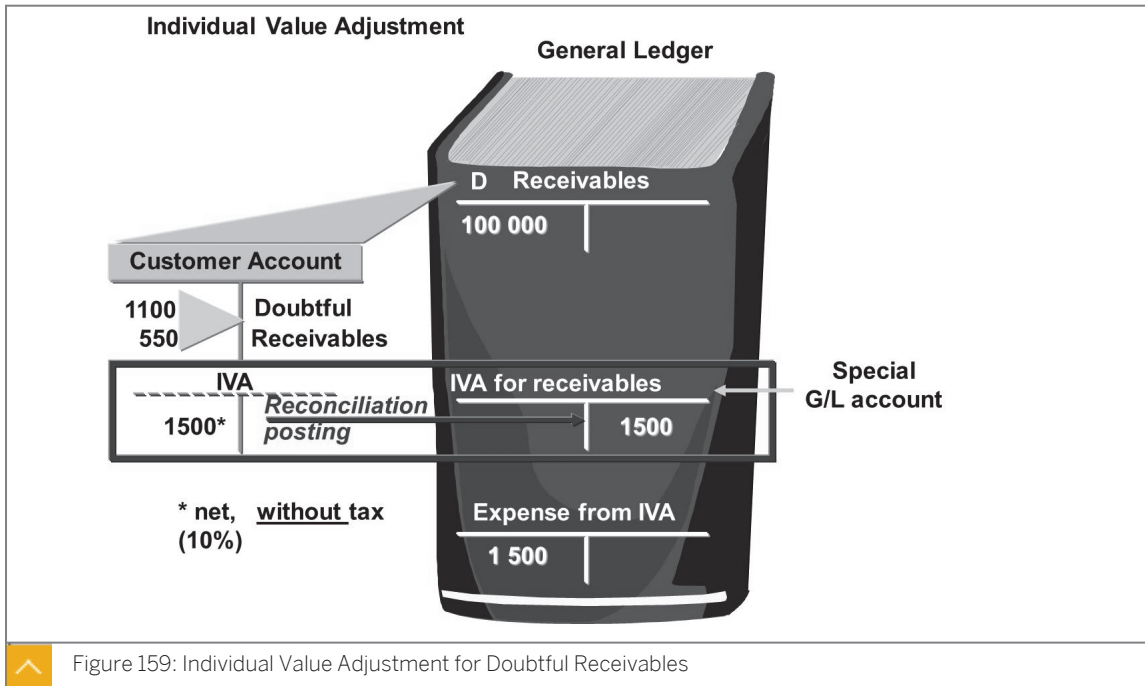 Individual Value Adjustment
General Ledger
D Receivables
100 000
Customer Account
1100
550
Doubtful
Receivables
IVA
1500*
Reconciliation
posting
IVA for receivables
1500
Special
G/L account
* net, without tax
(10%)
Expense from IVA
1 500
Figure 159: Individual Value Adjustment for Doubtful Receivables